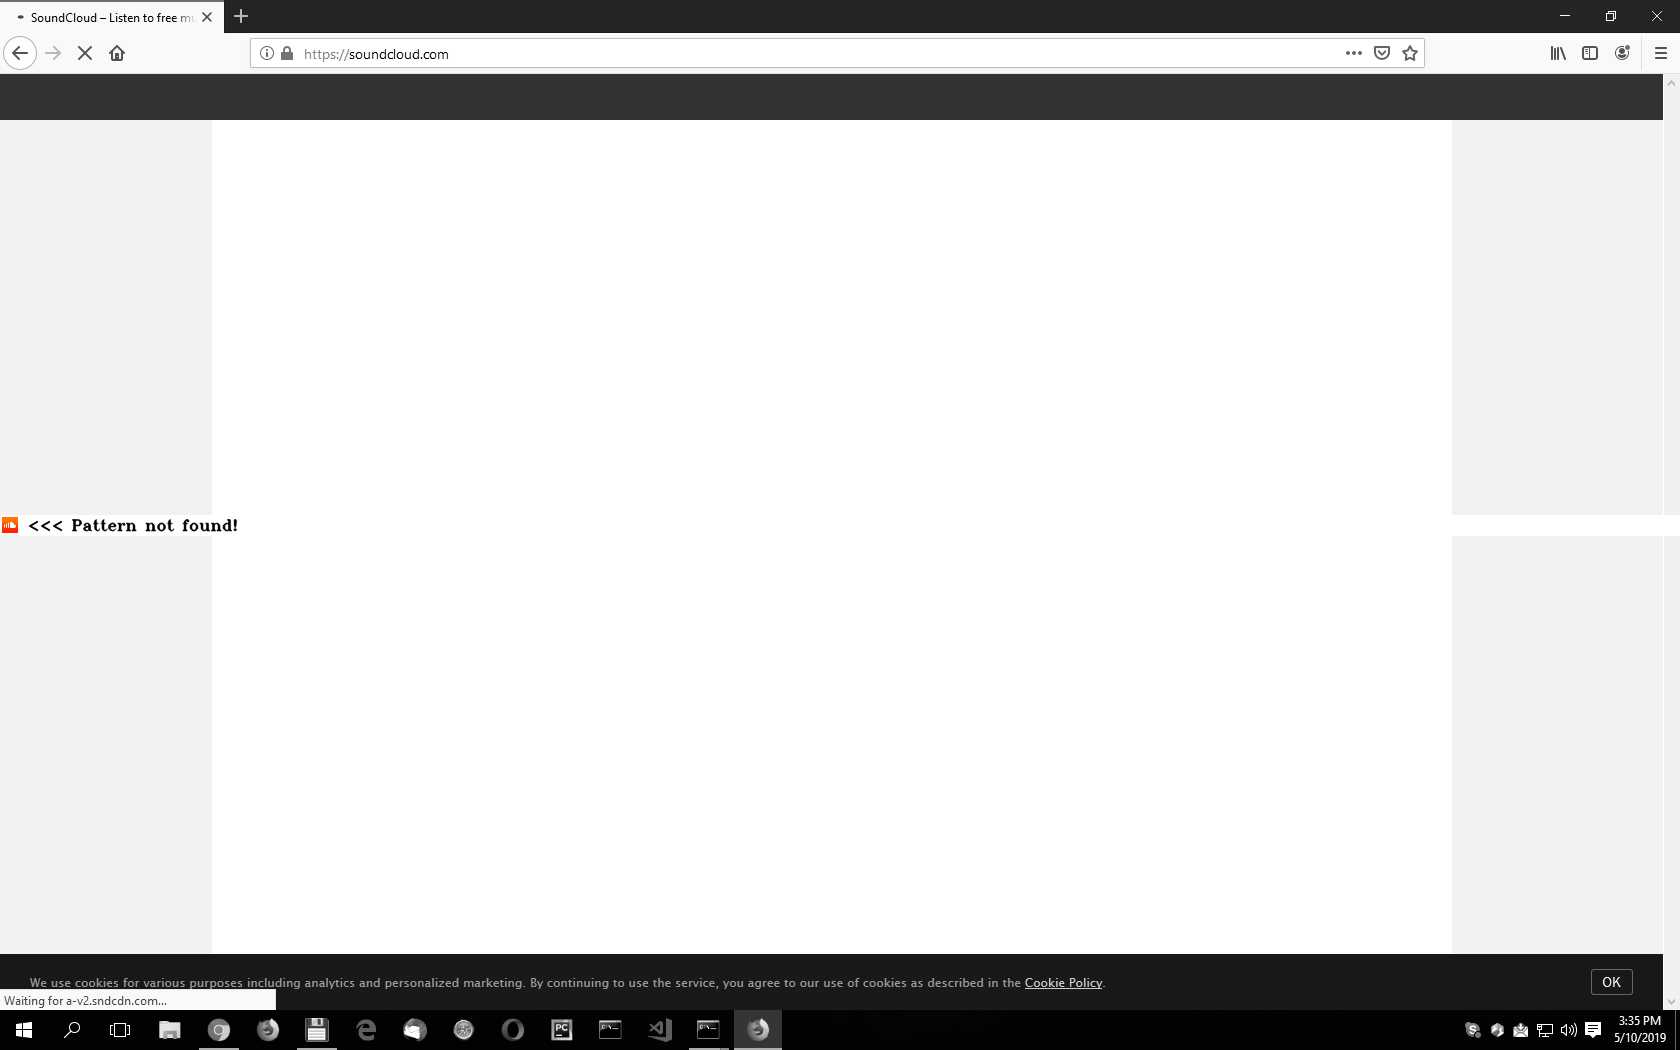 SoundCloud – Listen to free mu
https://soundcloud.com
<<< Pattern not found!
We use cookies for various purposes including analytics and personalized marketing. By continuing to use the service, you agree to our use of cookies as described in the Cookie Policy.
OK
Waiting for a-v2.sndcdn.com...
PC
C:\
C:\
3:35 PM
5/10/2019